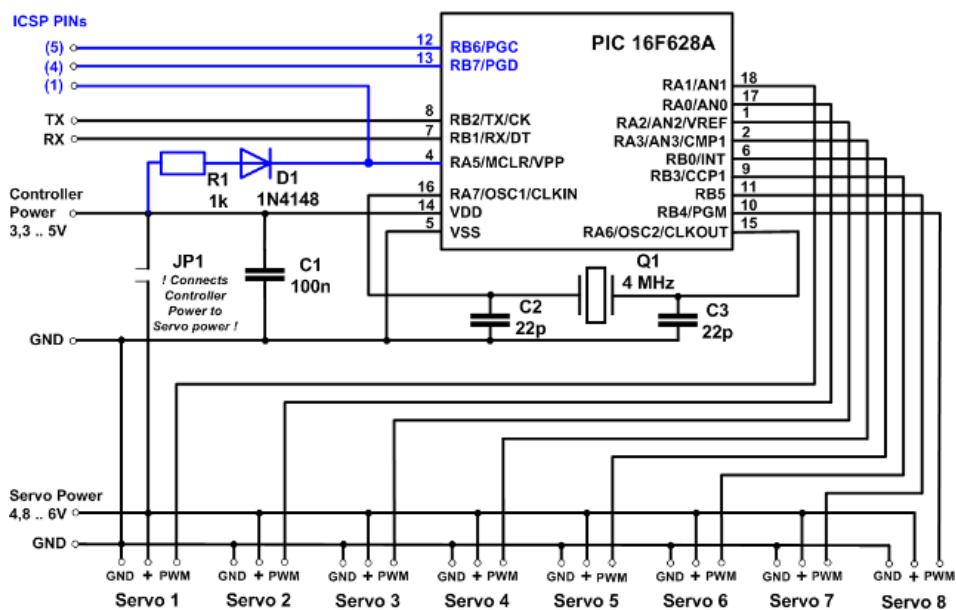 ICSP PINs
(5)
(4)
(1)
TX
RX
12
13
8
7
4
16
14
5
PIC 16F628A
RB6/PGC
RB7/PGD
RB2/TX/CK
RB1/RX/DT
RA5/MCLR/VPP
RA7/OSC1/CLKIN
VDD
VSS
RA1/AN1
RA0/AN0
RA2/AN2/VREF
RA3/AN3/CMP1
RB0/INT
RB3/CCP1
RB5
RB4/PGM
RA6/OSC2/CLKOUT
18
17
1
2
6
9
11
10
15
R1
1k
D1
1N4148
Controller
Power
3,3 .. 5V
JP1
! Connects
Controller
Power to
Servo power !
C1
100n
Q1
4 MHz
C2
22p
C3
22p
GND
Servo Power
4,8 .. 6V
GND
GND + PWM
GND + PWM
GND + PWM
GND + PWM
GND + PWM
GND + PWM
GND + PWM
GND + PWM
Servo 1
Servo 2
Servo 3
Servo 4
Servo 5
Servo 6
Servo 7
Servo 8